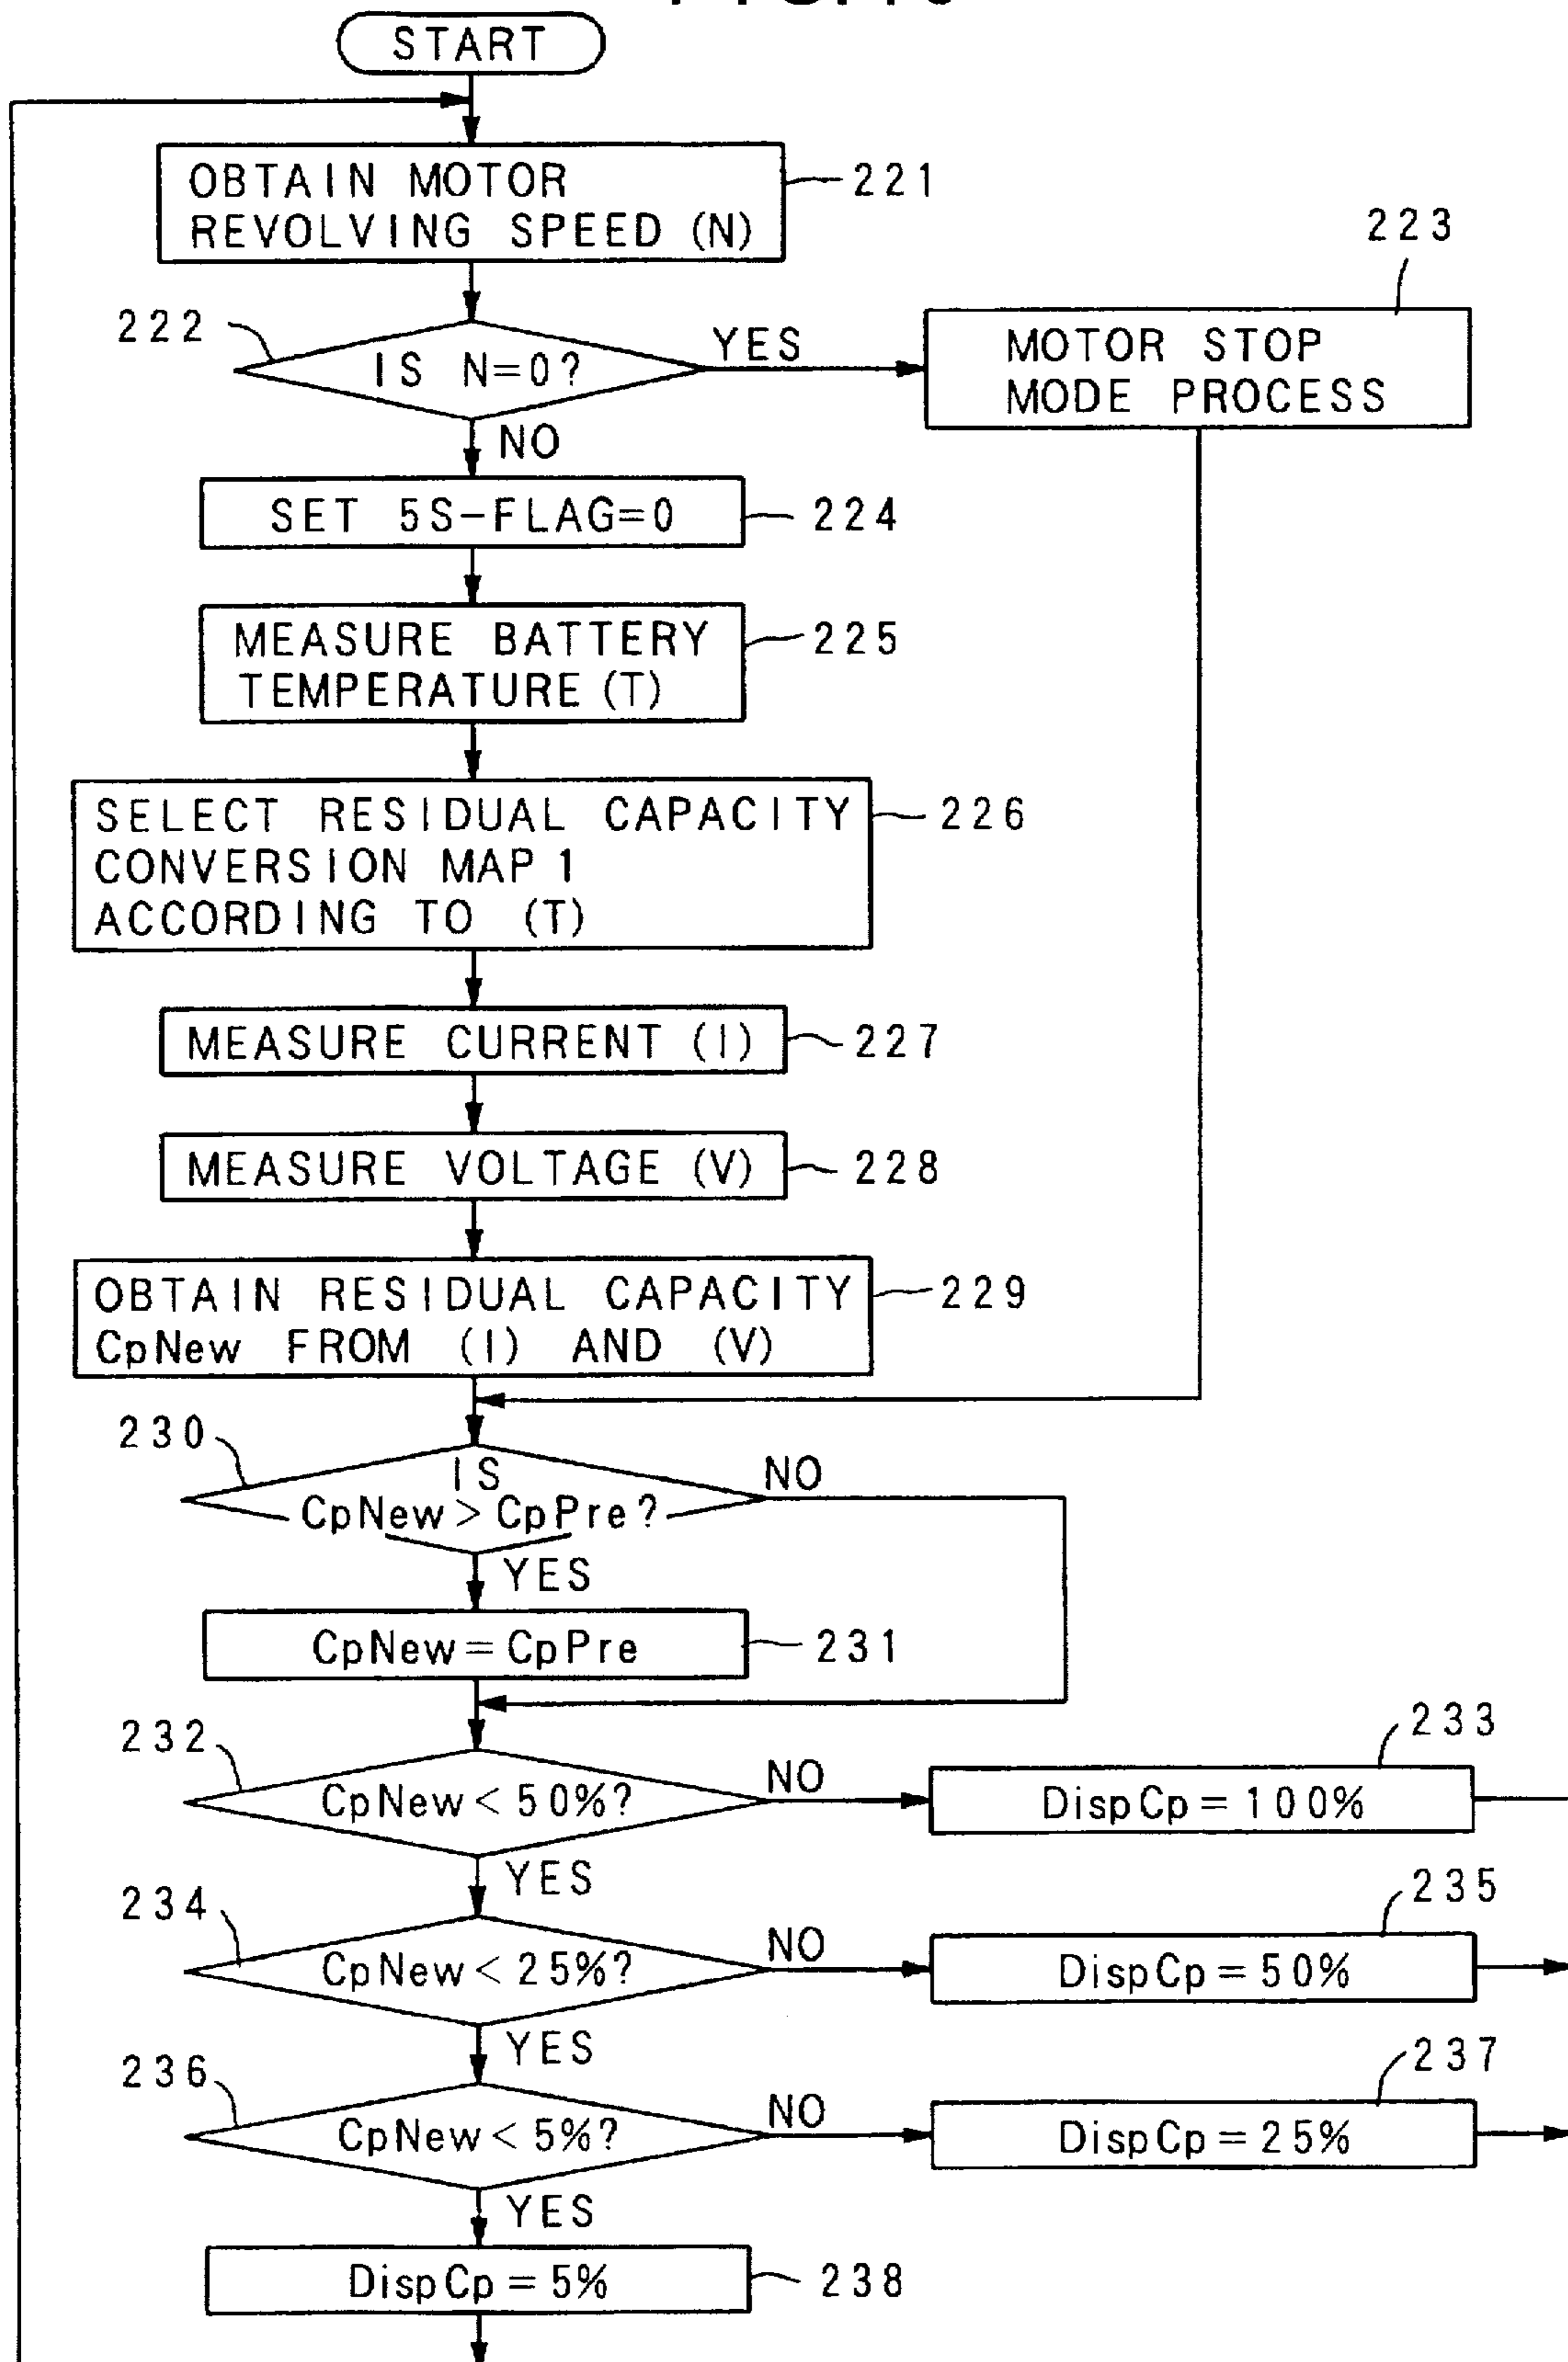 START
OBTAIN MOTOR
REVOLVING SPEED (N)
221
222
IS N=0?
YES
223
MOTOR STOP
MODE PROCESS
NO
SET 5S-FLAG=0
224
MEASURE BATTERY
TEMPERATURE (T)
225
SELECT RESIDUAL CAPACITY
CONVERSION MAP 1
ACCORDING TO (T)
226
MEASURE CURRENT (I)
227
MEASURE VOLTAGE (V)
228
OBTAIN RESIDUAL CAPACITY
CpNew FROM (I) AND (V)
229
230
IS
CpNew > CpPre?
NO
YES
CpNew = CpPre
231
232
CpNew < 50%?
NO
233
DispCp = 100%
YES
234
CpNew < 25%?
NO
235
DispCp = 50%
YES
236
CpNew < 5%?
NO
237
DispCp = 25%
YES
DispCp = 5%
238